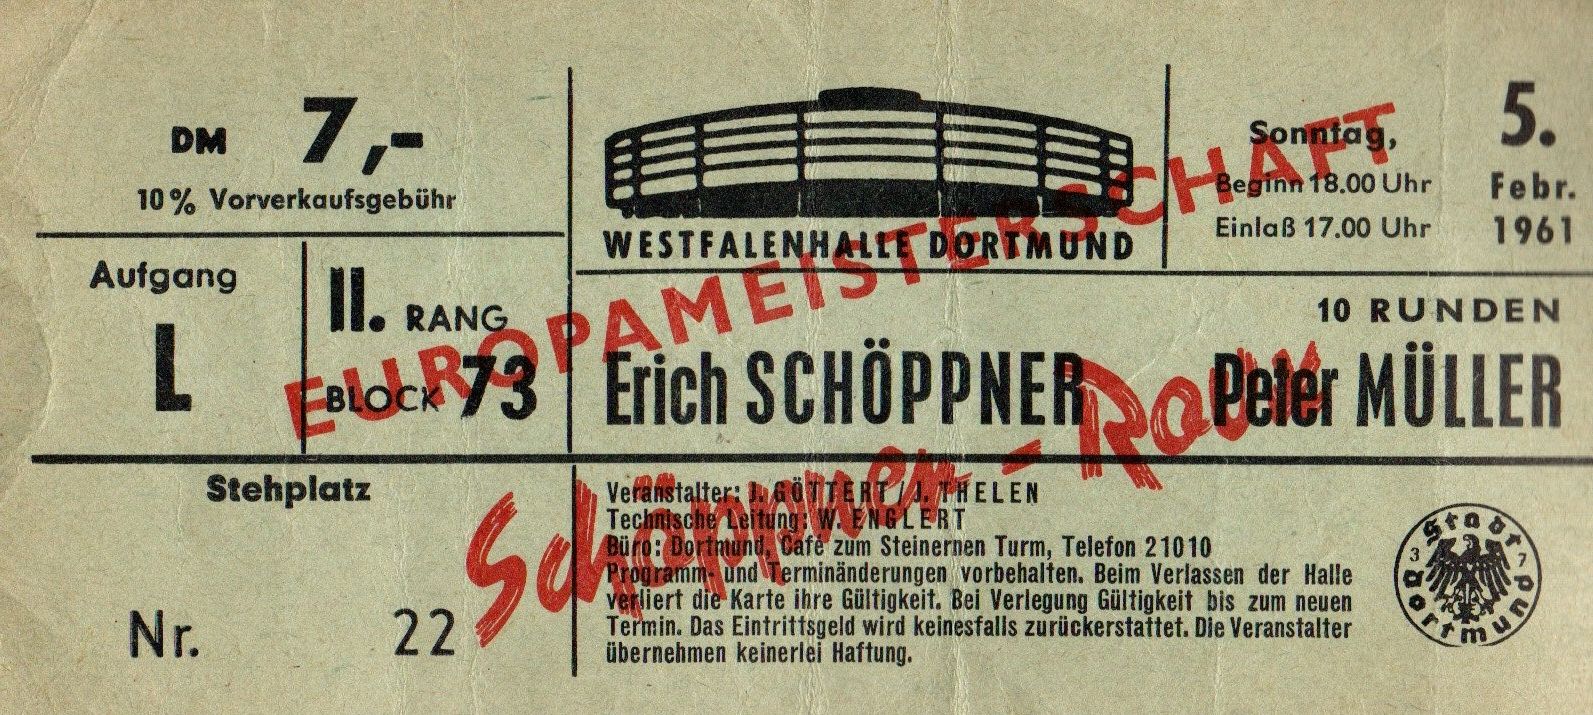 DM 7,-
10% Vorverkaufsgebühr
WESTFALENHALLE DORTMUND
Sonntag,
Beginn 18.00 Uhr
Einlaß 17.00 Uhr
5.
Febr.
1961
Aufgang
L
II. RANG
BLOCK 73
EUROPAMEISTERSCHAFT
10 RUNDEN
Erich SCHÖPPNER Peter MÜLLER
Schöppner -
Stehplatz
Nr. 22
Veranstalter: J. GÖTTERT / J. THELEN
Technische Leitung: W. ENGLERT
Büro: Dortmund, Café zum Steinernen Turm, Telefon 21010
Programm- und Terminänderungen vorbehalten. Beim Verlassen der Halle
verliert die Karte ihre Gültigkeit. Bei Verlegung Gültigkeit bis zum neuen
Termin. Das Eintrittsgeld wird keinesfalls zurückerstattet. Die Veranstalter
übernehmen keinerlei Haftung.
Stadt
3 7
Dortmund